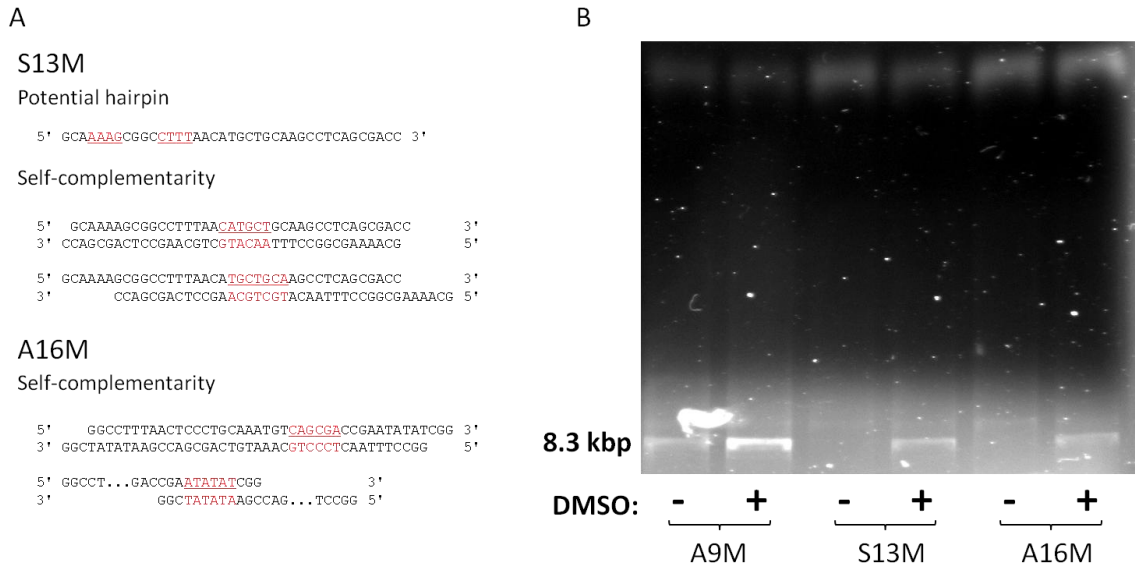 A
S13M
Potential hairpin
5' GCAAAAGCGGCCTTTAACATGCTGCAAGCCTCAGCGACC 3'
Self-complementarity
5' GCAAAAGCGGCCTTTAACATGCTGCAAGCCTCAGCGACC 3'
3' CCAGCGACTCCGAACGTCGTACAATTTCCGGCGAAAACG 5'
5' GCAAAAGCGGCCTTTAACATGCTGCAAGCCTCAGCGACC 3'
3' CCAGCGACTCCGAACGTCGTACAATTTCCGGCGAAAACG 5'
A16M
Self-complementarity
5' GGCCTTTAACTCCCTGCAAATGTCAGCGACCGAATATATCGG 3'
3' GGCTATATAAGCCAGCGACTGTAAACGTCCCTCAATTTCCGG 5'
5' GGCCT...GACCGAATATATCGG 3'
3' GGCTATATAAGCCAG...TCCGG 5'
B
8.3 kbp
DMSO: - + - + - +
A9M S13M A16M